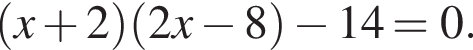 (x + 2)(2x − 8) − 14 = 0.